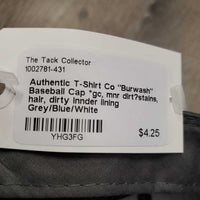 The Tack Collector
1002781-431
Authentic T-Shirt Co "Burwash"
Baseball Cap *gc, mnr dirt?stains,
hair, dirty innder lining
Grey/Blue/White
YHG3FG
$4.25